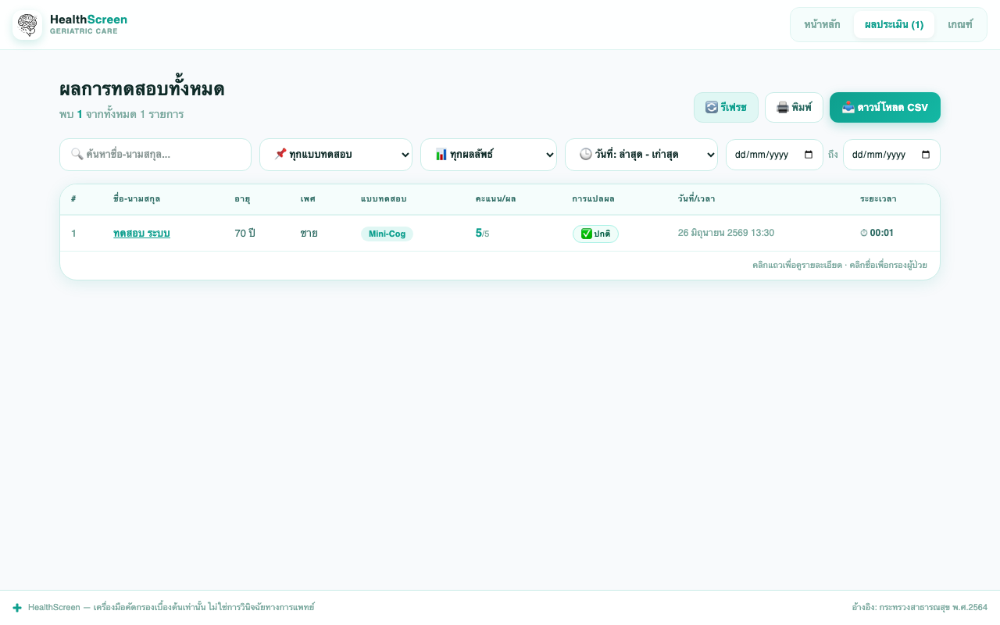 HealthScreen
GERIATRIC CARE
หน้าหลัก
ผลประเมิน (1)
เกณฑ์
ผลการทดสอบทั้งหมด
พบ 1 จากทั้งหมด 1 รายการ
รีเฟรช
พิมพ์
ดาวน์โหลด CSV
ค้นหาชื่อ-นามสกุล...
ทุกแบบทดสอบ
ทุกผลลัพธ์
วันที่: ล่าสุด - เก่าสุด
dd/mm/yyyy
ถึง
dd/mm/yyyy
# ชื่อ-นามสกุล อายุ เพศ แบบทดสอบ คะแนน/ผล การแปลผล วันที่/เวลา ระยะเวลา
1 ทดสอบ ระบบ 70 ปี ชาย Mini-Cog 5/5 ✅ ปกติ 26 มิถุนายน 2569 13:30 ⏱ 00:01
คลิกแถวเพื่อดูรายละเอียด · คลิกชื่อเพื่อกรองผู้ป่วย
HealthScreen — เครื่องมือคัดกรองเบื้องต้นเท่านั้น ไม่ใช่การวินิจฉัยทางการแพทย์
อ้างอิง: กระทรวงสาธารณสุข พ.ศ.2564